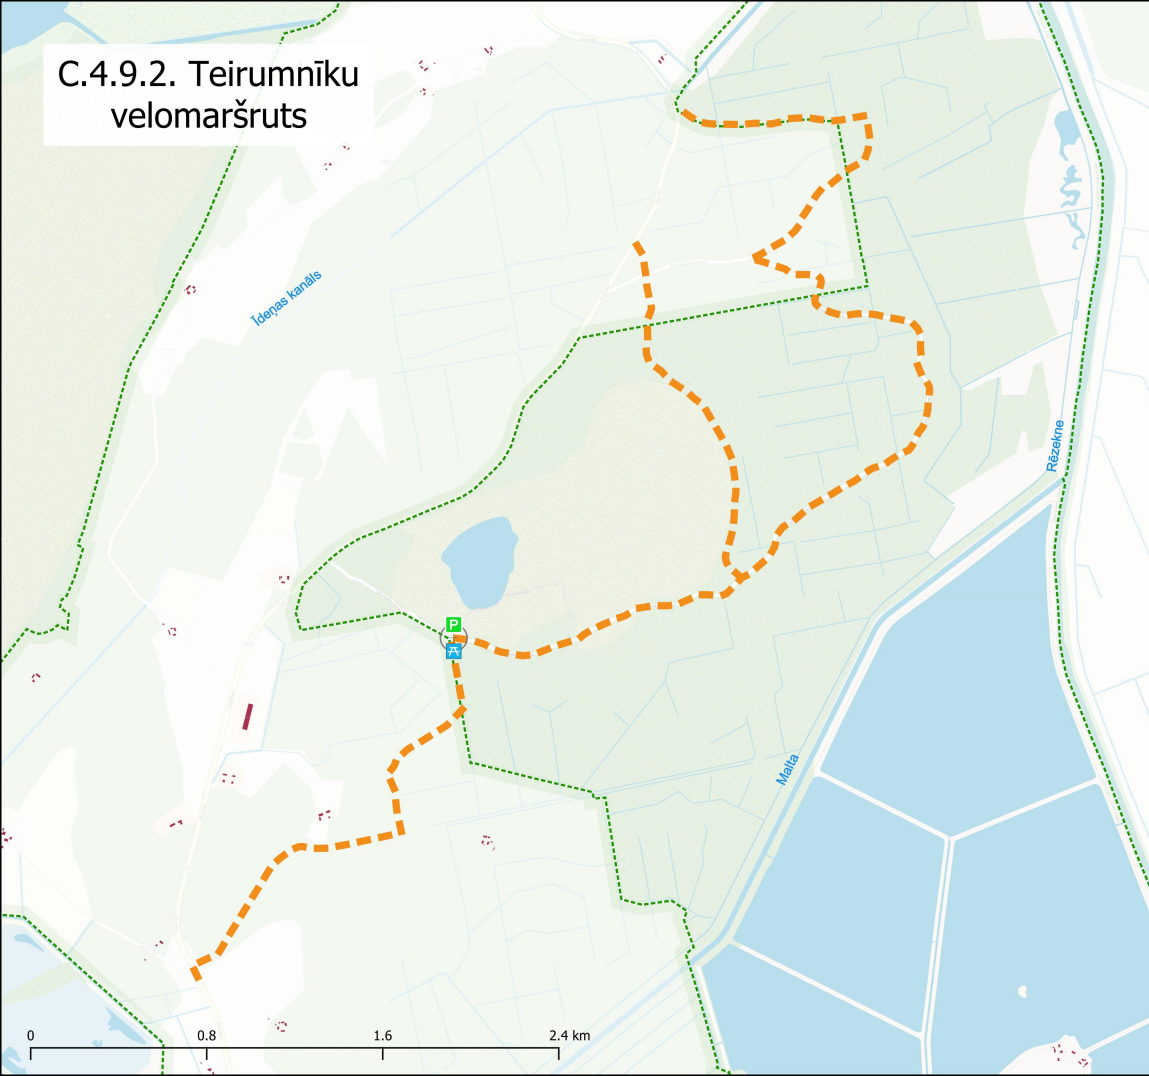 C.4.9.2. Teirumnīku
velomaršruts
Īdeņas kanāls
Rēzekne
P
Malta
0 0.8 1.6 2.4 km